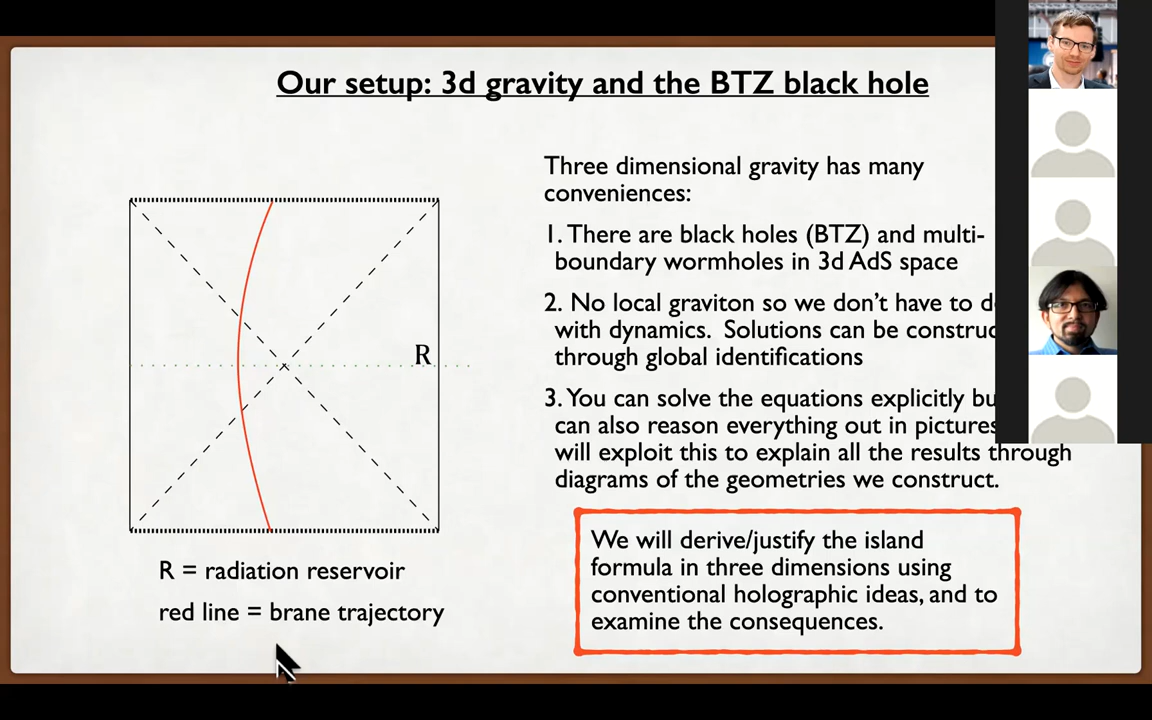 Our setup: 3d gravity and the BTZ black hole
Three dimensional gravity has many
conveniences:
1. There are black holes (BTZ) and multi-
boundary wormholes in 3d AdS space
2. No local graviton so we don't have to
with dynamics. Solutions can be
through global identifications
3. You can solve the equations explicitly
can also reason everything out in pictures
will exploit this to explain all the results through
diagrams of the geometries we construct.
R
R = radiation reservoir
red line = brane trajectory
We will derive/justify the island
formula in three dimensions using
conventional holographic ideas, and to
examine the consequences.